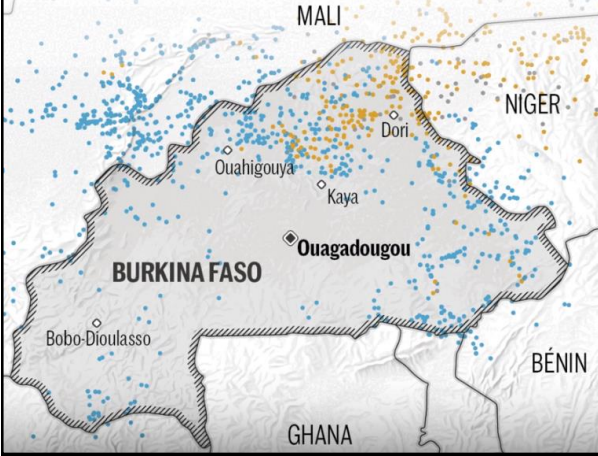 MALI
NIGER
Dori
Ouahigouya
Kaya
Ouagadougou
BURKINA FASO
Bobo-Dioulasso
BÉNIN
GHANA